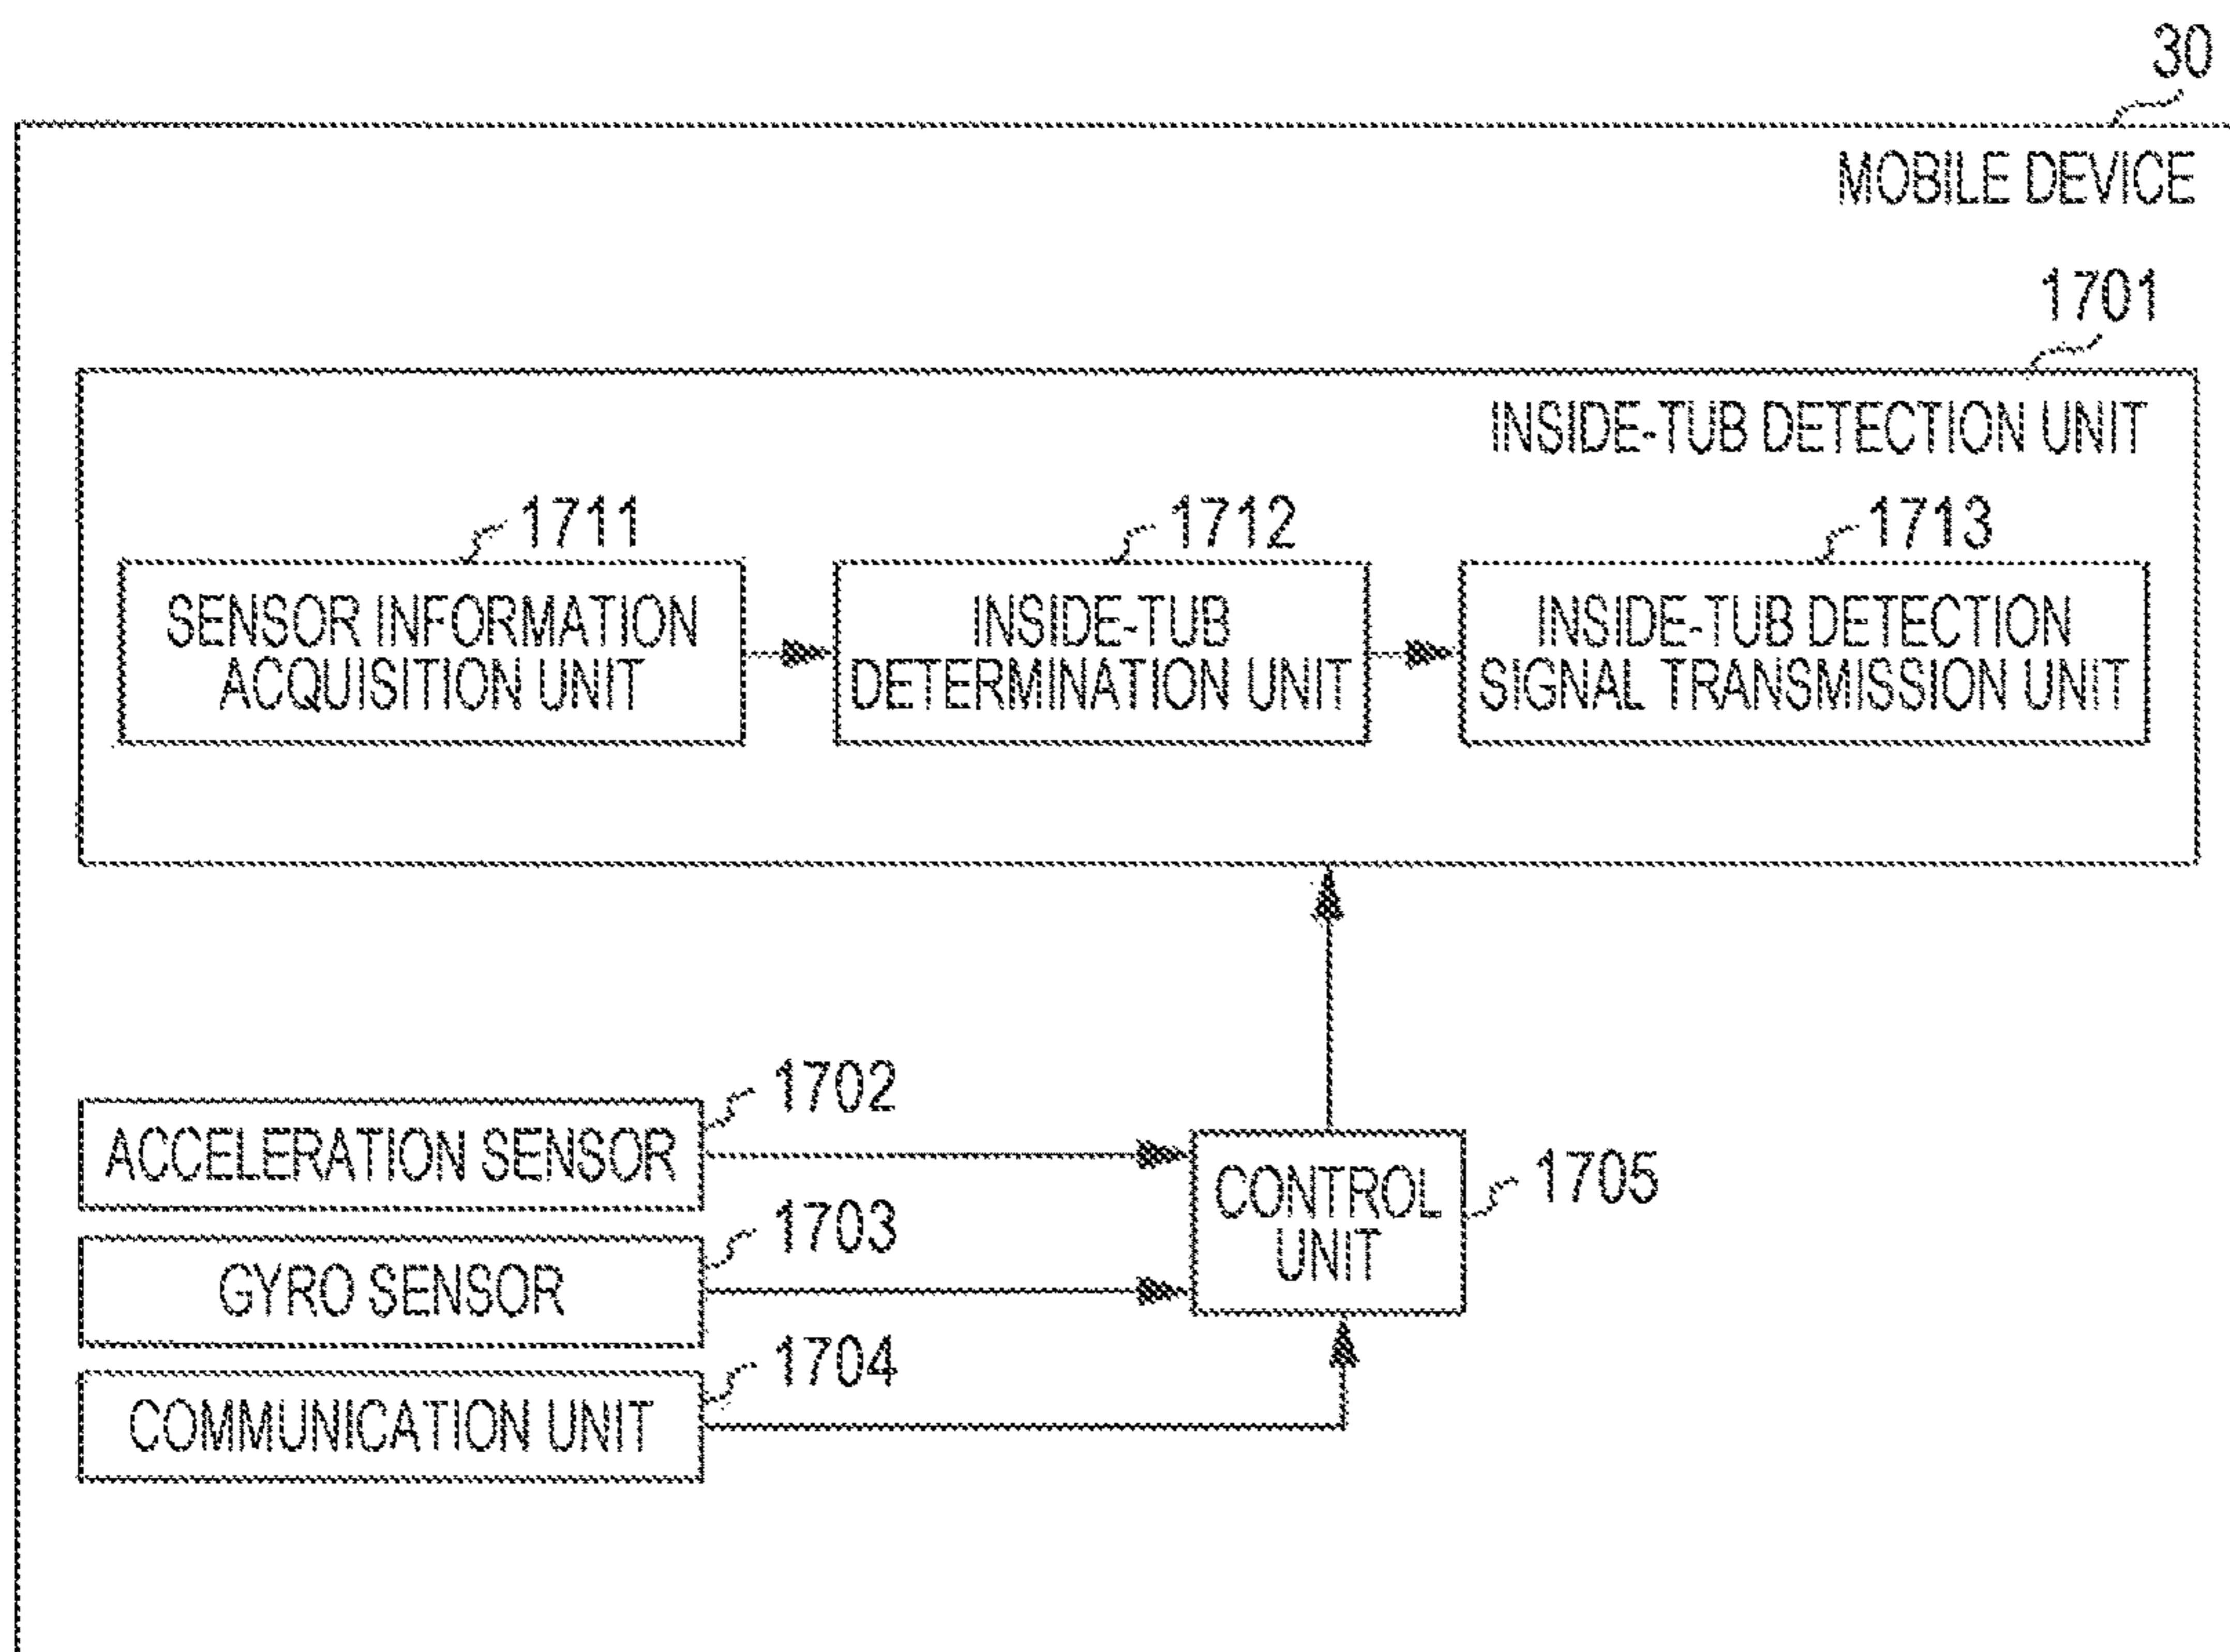 30
MOBILE DEVICE
1701
INSIDE-TUB DETECTION UNIT
1711
1712
1713
SENSOR INFORMATION
ACQUISITION UNIT
INSIDE-TUB
DETERMINATION UNIT
INSIDE-TUB DETECTION
SIGNAL TRANSMISSION UNIT
1702
ACCELERATION SENSOR
1703
GYRO SENSOR
1704
COMMUNICATION UNIT
CONTROL
UNIT
1705